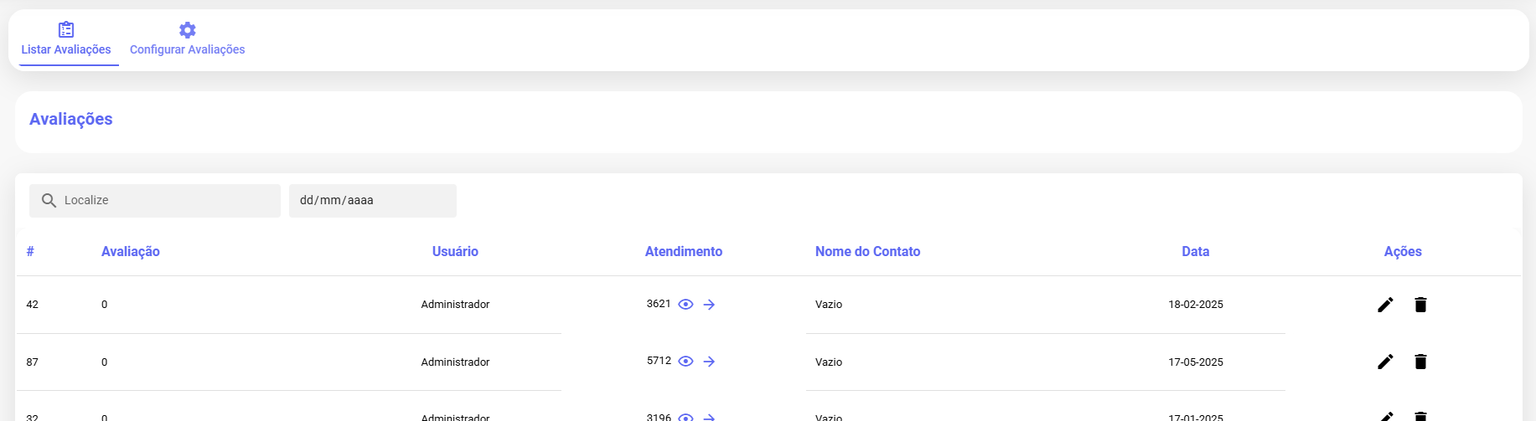 Listar Avaliações Configurar Avaliações
Avaliações
Localize dd/mm/aaaa
# Avaliação Usuário Atendimento Nome do Contato Data Ações
42 0 Administrador 3621 Vazio 18-02-2025
87 0 Administrador 5712 Vazio 17-05-2025
32 0 Administrador 3196 Vazio 17-01-2025